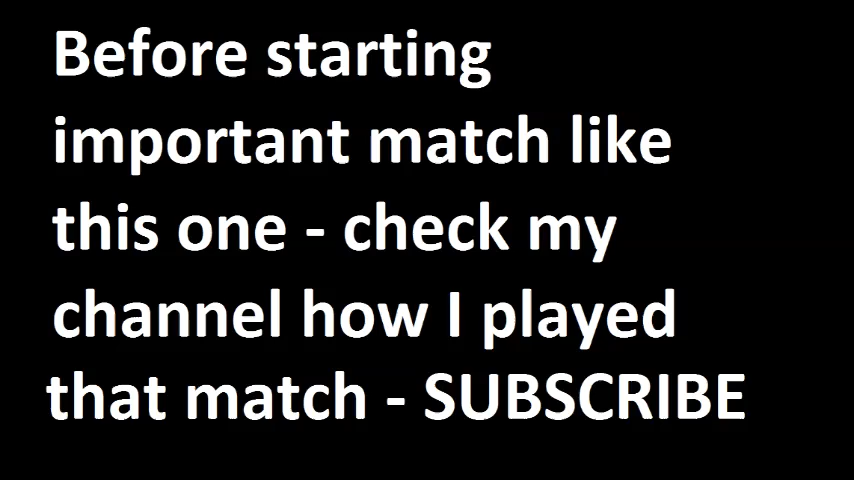 Before starting
important match like
this one - check my
channel how I played
that match - SUBSCRIBE